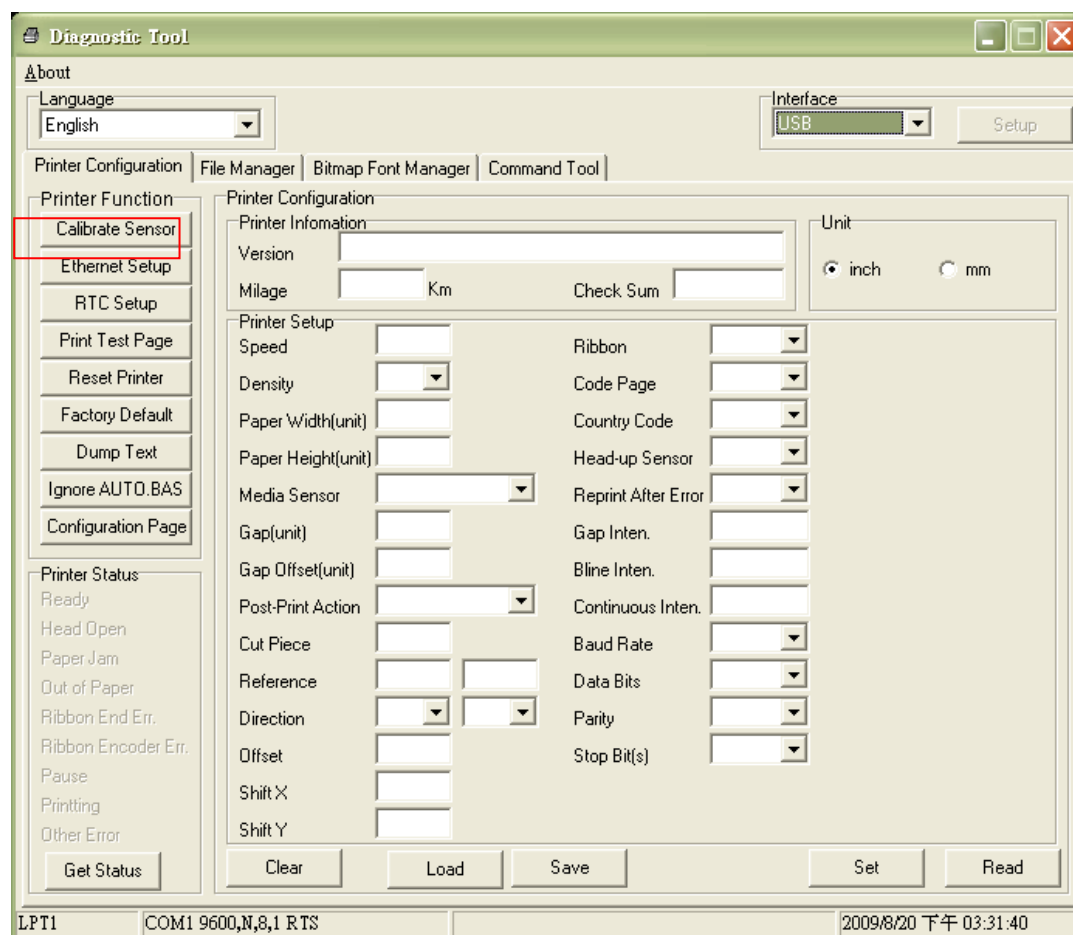 Diagnostic Tool
About
Language
English
Interface
USB
Setup
Printer Configuration
File Manager
Bitmap Font Manager
Command Tool
Printer Function
Calibrate Sensor
Ethernet Setup
RTC Setup
Print Test Page
Reset Printer
Factory Default
Dump Text
Ignore AUTO.BAS
Configuration Page
Printer Status
Ready
Head Open
Paper Jam
Out of Paper
Ribbon End Err.
Ribbon Encoder Err.
Pause
Printting
Other Error
Get Status
Printer Configuration
Printer Infomation
Version
Milage
Km
Check Sum
Unit
inch
mm
Printer Setup
Speed
Density
Paper Width(unit)
Paper Height(unit)
Media Sensor
Gap(unit)
Gap Offset(unit)
Post-Print Action
Cut Piece
Reference
Direction
Offset
Shift X
Shift Y
Ribbon
Code Page
Country Code
Head-up Sensor
Reprint After Error
Gap Inten.
Bline Inten.
Continuous Inten.
Baud Rate
Data Bits
Parity
Stop Bit(s)
Clear
Load
Save
Set
Read
LPT1
COM1 9600,N,8,1 RTS
2009/8/20 下午 03:31:40